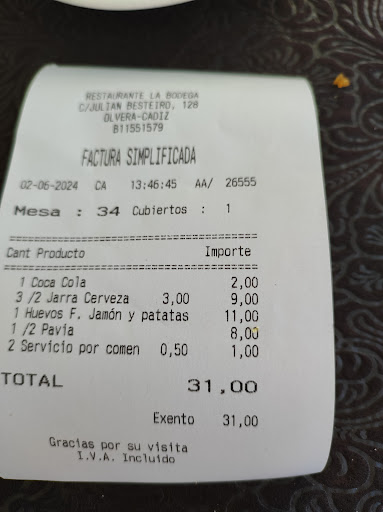 RESTAURANTE LA BODEGA
C/JULIAN BESTEIRO, 128
OLVERA-CADIZ
B11551579
FACTURA SIMPLIFICADA
02-06-2024 CA 13:46:45 AA/ 26555
Mesa : 34 Cubiertos : 1
Cant Producto Importe
1 Coca Cola 2,00
3 /2 Jarra Cerveza 3,00 9,00
1 Huevos F. Jamón y patatas 11,00
1 /2 Pavia 8,00
2 Servicio por comen 0,50 1,00
TOTAL 31,00
Exento 31,00
Gracias por su visita
I.V.A. Incluido